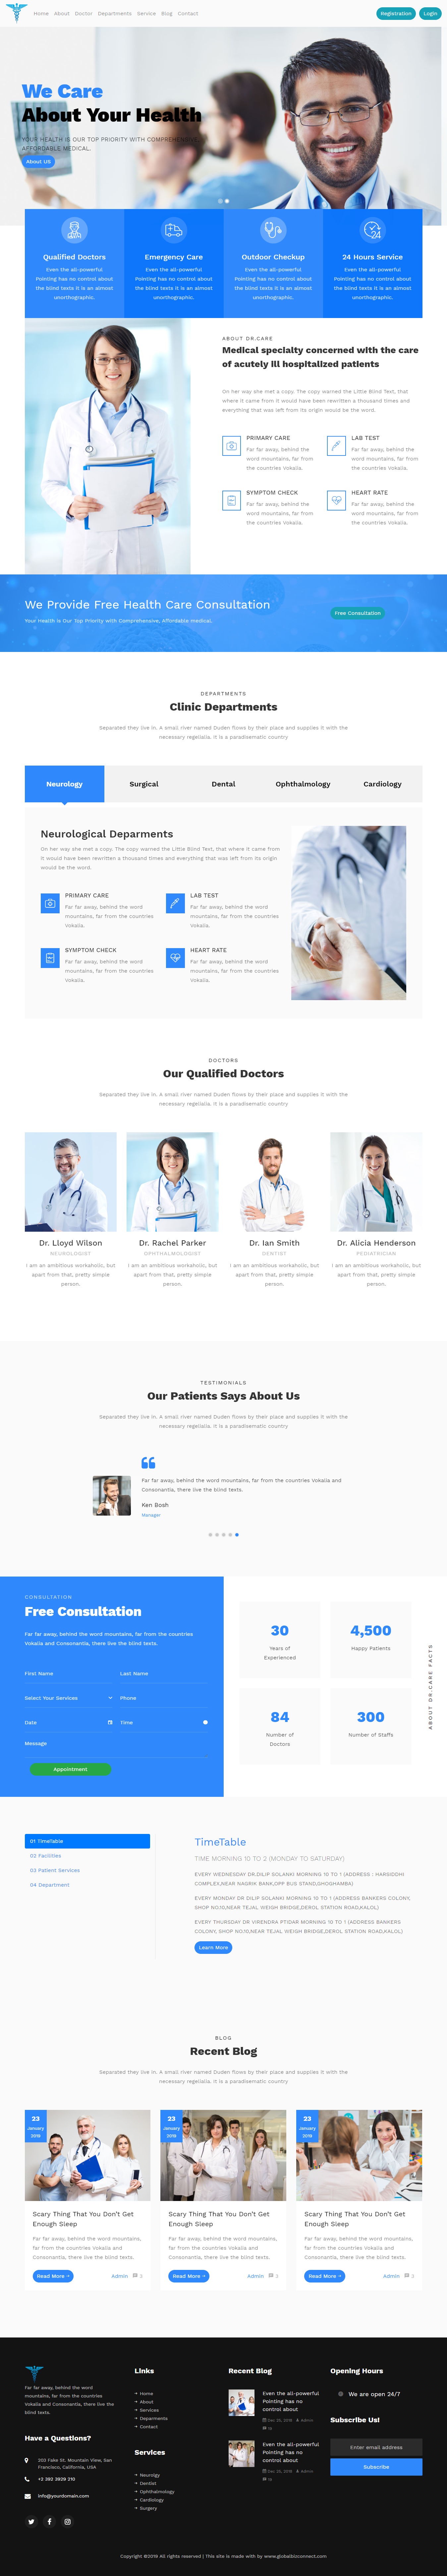 Home About Doctor Departments Service Blog Contact Registration Login
We Care
About Your Health
YOUR HEALTH IS OUR TOP PRIORITY WITH COMPREHENSIVE,
AFFORDABLE MEDICAL.
About US
Qualified Doctors
Even the all-powerful
Pointing has no control about
the blind texts it is an almost
unorthographic.
Emergency Care
Even the all-powerful
Pointing has no control about
the blind texts it is an almost
unorthographic.
Outdoor Checkup
Even the all-powerful
Pointing has no control about
the blind texts it is an almost
unorthographic.
24 Hours Service
Even the all-powerful
Pointing has no control about
the blind texts it is an almost
unorthographic.
ABOUT DR.CARE
Medical specialty concerned with the care
of acutely ill hospitalized patients
On her way she met a copy. The copy warned the Little Blind Text, that
where it came from it would have been rewritten a thousand times and
everything that was left from its origin would be the word.
PRIMARY CARE
Far far away, behind the
word mountains, far from
the countries Vokalia.
LAB TEST
Far far away, behind the
word mountains, far from
the countries Vokalia.
SYMPTOM CHECK
Far far away, behind the
word mountains, far from
the countries Vokalia.
HEART RATE
Far far away, behind the
word mountains, far from
the countries Vokalia.
We Provide Free Health Care Consultation
Your Health is Our Top Priority with Comprehensive, Affordable medical.
Free Consultation
DEPARTMENTS
Clinic Departments
Separated they live in. A small river named Duden flows by their place and supplies it with the
necessary regelialia. It is a paradisematic country
Neurology Surgical Dental Ophthalmology Cardiology
Neurological Deparments
On her way she met a copy. The copy warned the Little Blind Text, that where it came from
it would have been rewritten a thousand times and everything that was left from its origin
would be the word.
PRIMARY CARE
Far far away, behind the word
mountains, far from the countries
Vokalia.
LAB TEST
Far far away, behind the word
mountains, far from the countries
Vokalia.
SYMPTOM CHECK
Far far away, behind the word
mountains, far from the countries
Vokalia.
HEART RATE
Far far away, behind the word
mountains, far from the countries
Vokalia.
DOCTORS
Our Qualified Doctors
Separated they live in. A small river named Duden flows by their place and supplies it with the
necessary regelialia. It is a paradisematic country
Dr. Lloyd Wilson
NEUROLOGIST
I am an ambitious workaholic, but
apart from that, pretty simple
person.
Dr. Rachel Parker
OPHTHALMOLOGIST
I am an ambitious workaholic, but
apart from that, pretty simple
person.
Dr. Ian Smith
DENTIST
I am an ambitious workaholic, but
apart from that, pretty simple
person.
Dr. Alicia Henderson
PEDIATRICIAN
I am an ambitious workaholic, but
apart from that, pretty simple
person.
TESTIMONIALS
Our Patients Says About Us
Separated they live in. A small river named Duden flows by their place and supplies it with the
necessary regelialia. It is a paradisematic country
Far far away, behind the word mountains, far from the countries Vokalia and
Consonantia, there live the blind texts.
Ken Bosh
Manager
CONSULTATION
Free Consultation
Far far away, behind the word mountains, far from the countries
Vokalia and Consonantia, there live the blind texts.
First Name Last Name
Select Your Services Phone
Date Time
Message
Appointment
30
Years of
Experienced
4,500
Happy Patients
84
Number of
Doctors
300
Number of Staffs
ABOUT DR.CARE FACTS
01 TimeTable
02 Facilities
03 Patient Services
04 Department
TimeTable
TIME MORNING 10 TO 2 (MONDAY TO SATURDAY)
EVERY WEDNESDAY DR.DILIP SOLANKI MORNING 10 TO 1 (ADDRESS : HARSIDDHI
COMPLEX,NEAR NAGRIK BANK,OPP BUS STAND,GHOGHAMBA)
EVERY MONDAY DR DILIP SOLANKI MORNING 10 TO 1 (ADDRESS BANKERS COLONY,
SHOP NO.10,NEAR TEJAL WEIGH BRIDGE,DEROL STATION ROAD,KALOL)
EVERY THURSDAY DR VIRENDRA PTIDAR MORNING 10 TO 1 (ADDRESS BANKERS
COLONY, SHOP NO.10,NEAR TEJAL WEIGH BRIDGE,DEROL STATION ROAD,KALOL)
Learn More
BLOG
Recent Blog
Separated they live in. A small river named Duden flows by their place and supplies it with the
necessary regelialia. It is a paradisematic country
23
January
2019
Scary Thing That You Don't Get
Enough Sleep
Far far away, behind the word mountains,
far from the countries Vokalia and
Consonantia, there live the blind texts.
Read More → Admin 3
23
January
2019
Scary Thing That You Don't Get
Enough Sleep
Far far away, behind the word mountains,
far from the countries Vokalia and
Consonantia, there live the blind texts.
Read More → Admin 3
23
January
2019
Scary Thing That You Don't Get
Enough Sleep
Far far away, behind the word mountains,
far from the countries Vokalia and
Consonantia, there live the blind texts.
Read More → Admin 3
Far far away, behind the word
mountains, far from the countries
Vokalia and Consonantia, there live the
blind texts.
Have a Questions?
203 Fake St. Mountain View, San
Francisco, California, USA
+2 392 3929 210
info@yourdomain.com
Links
→ Home
→ About
→ Services
→ Deparments
→ Contact
Services
→ Neurolgy
→ Dentist
→ Ophthalmology
→ Cardiology
→ Surgery
Recent Blog
Even the all-powerful
Pointing has no
control about
Dec 25, 2018 Admin
19
Even the all-powerful
Pointing has no
control about
Dec 25, 2018 Admin
19
Opening Hours
We are open 24/7
Subscribe Us!
Enter email address
Subscribe
Copyright ©2019 All rights reserved | This site is made with by www.globalbizconnect.com